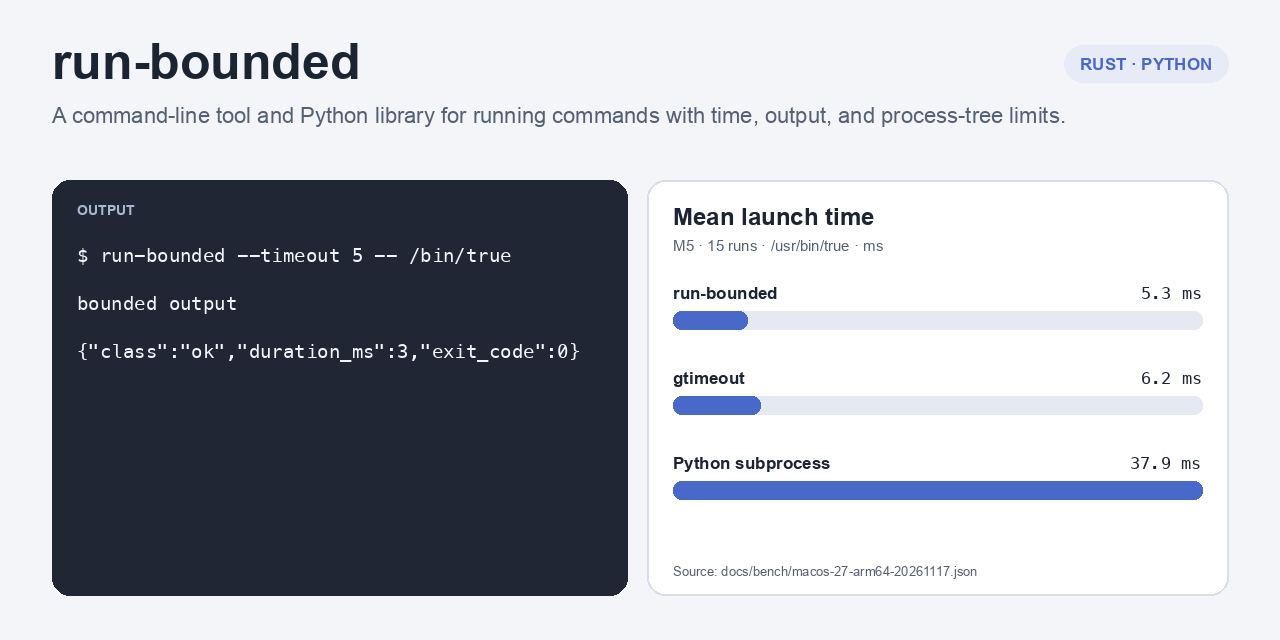 run-bounded
RUST · PYTHON
A command-line tool and Python library for running commands with time, output, and process-tree limits.
OUTPUT
$ run-bounded --timeout 5 -- /bin/true
bounded output
{"class":"ok","duration_ms":3,"exit_code":0}
Mean launch time
M5 · 15 runs · /usr/bin/true · ms
run-bounded 5.3 ms
gtimeout 6.2 ms
Python subprocess 37.9 ms
Source: docs/bench/macos-27-arm64-20261117.json